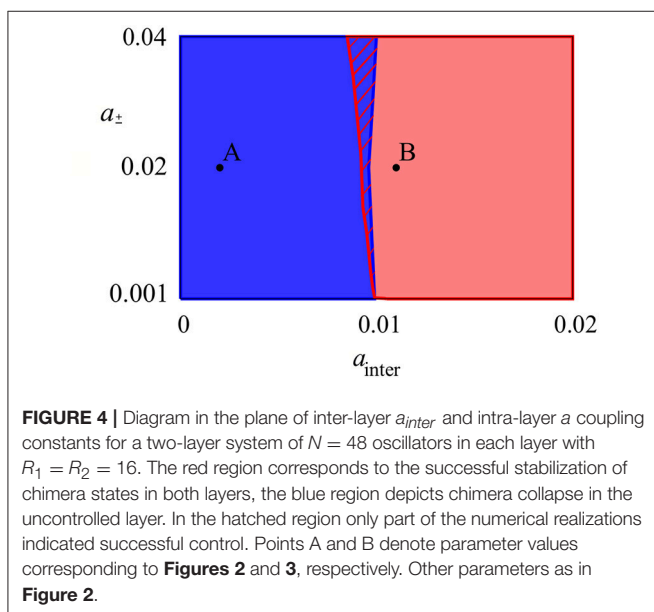 0.04
a±
A
B
0.02
0.001
0
0.01
0.02
a_inter
FIGURE 4 | Diagram in the plane of inter-layer a_inter and intra-layer a coupling
constants for a two-layer system of N = 48 oscillators in each layer with
R₁ = R₂ = 16. The red region corresponds to the successful stabilization of
chimera states in both layers, the blue region depicts chimera collapse in the
uncontrolled layer. In the hatched region only part of the numerical realizations
indicated successful control. Points A and B denote parameter values
corresponding to Figures 2 and 3, respectively. Other parameters as in
Figure 2.